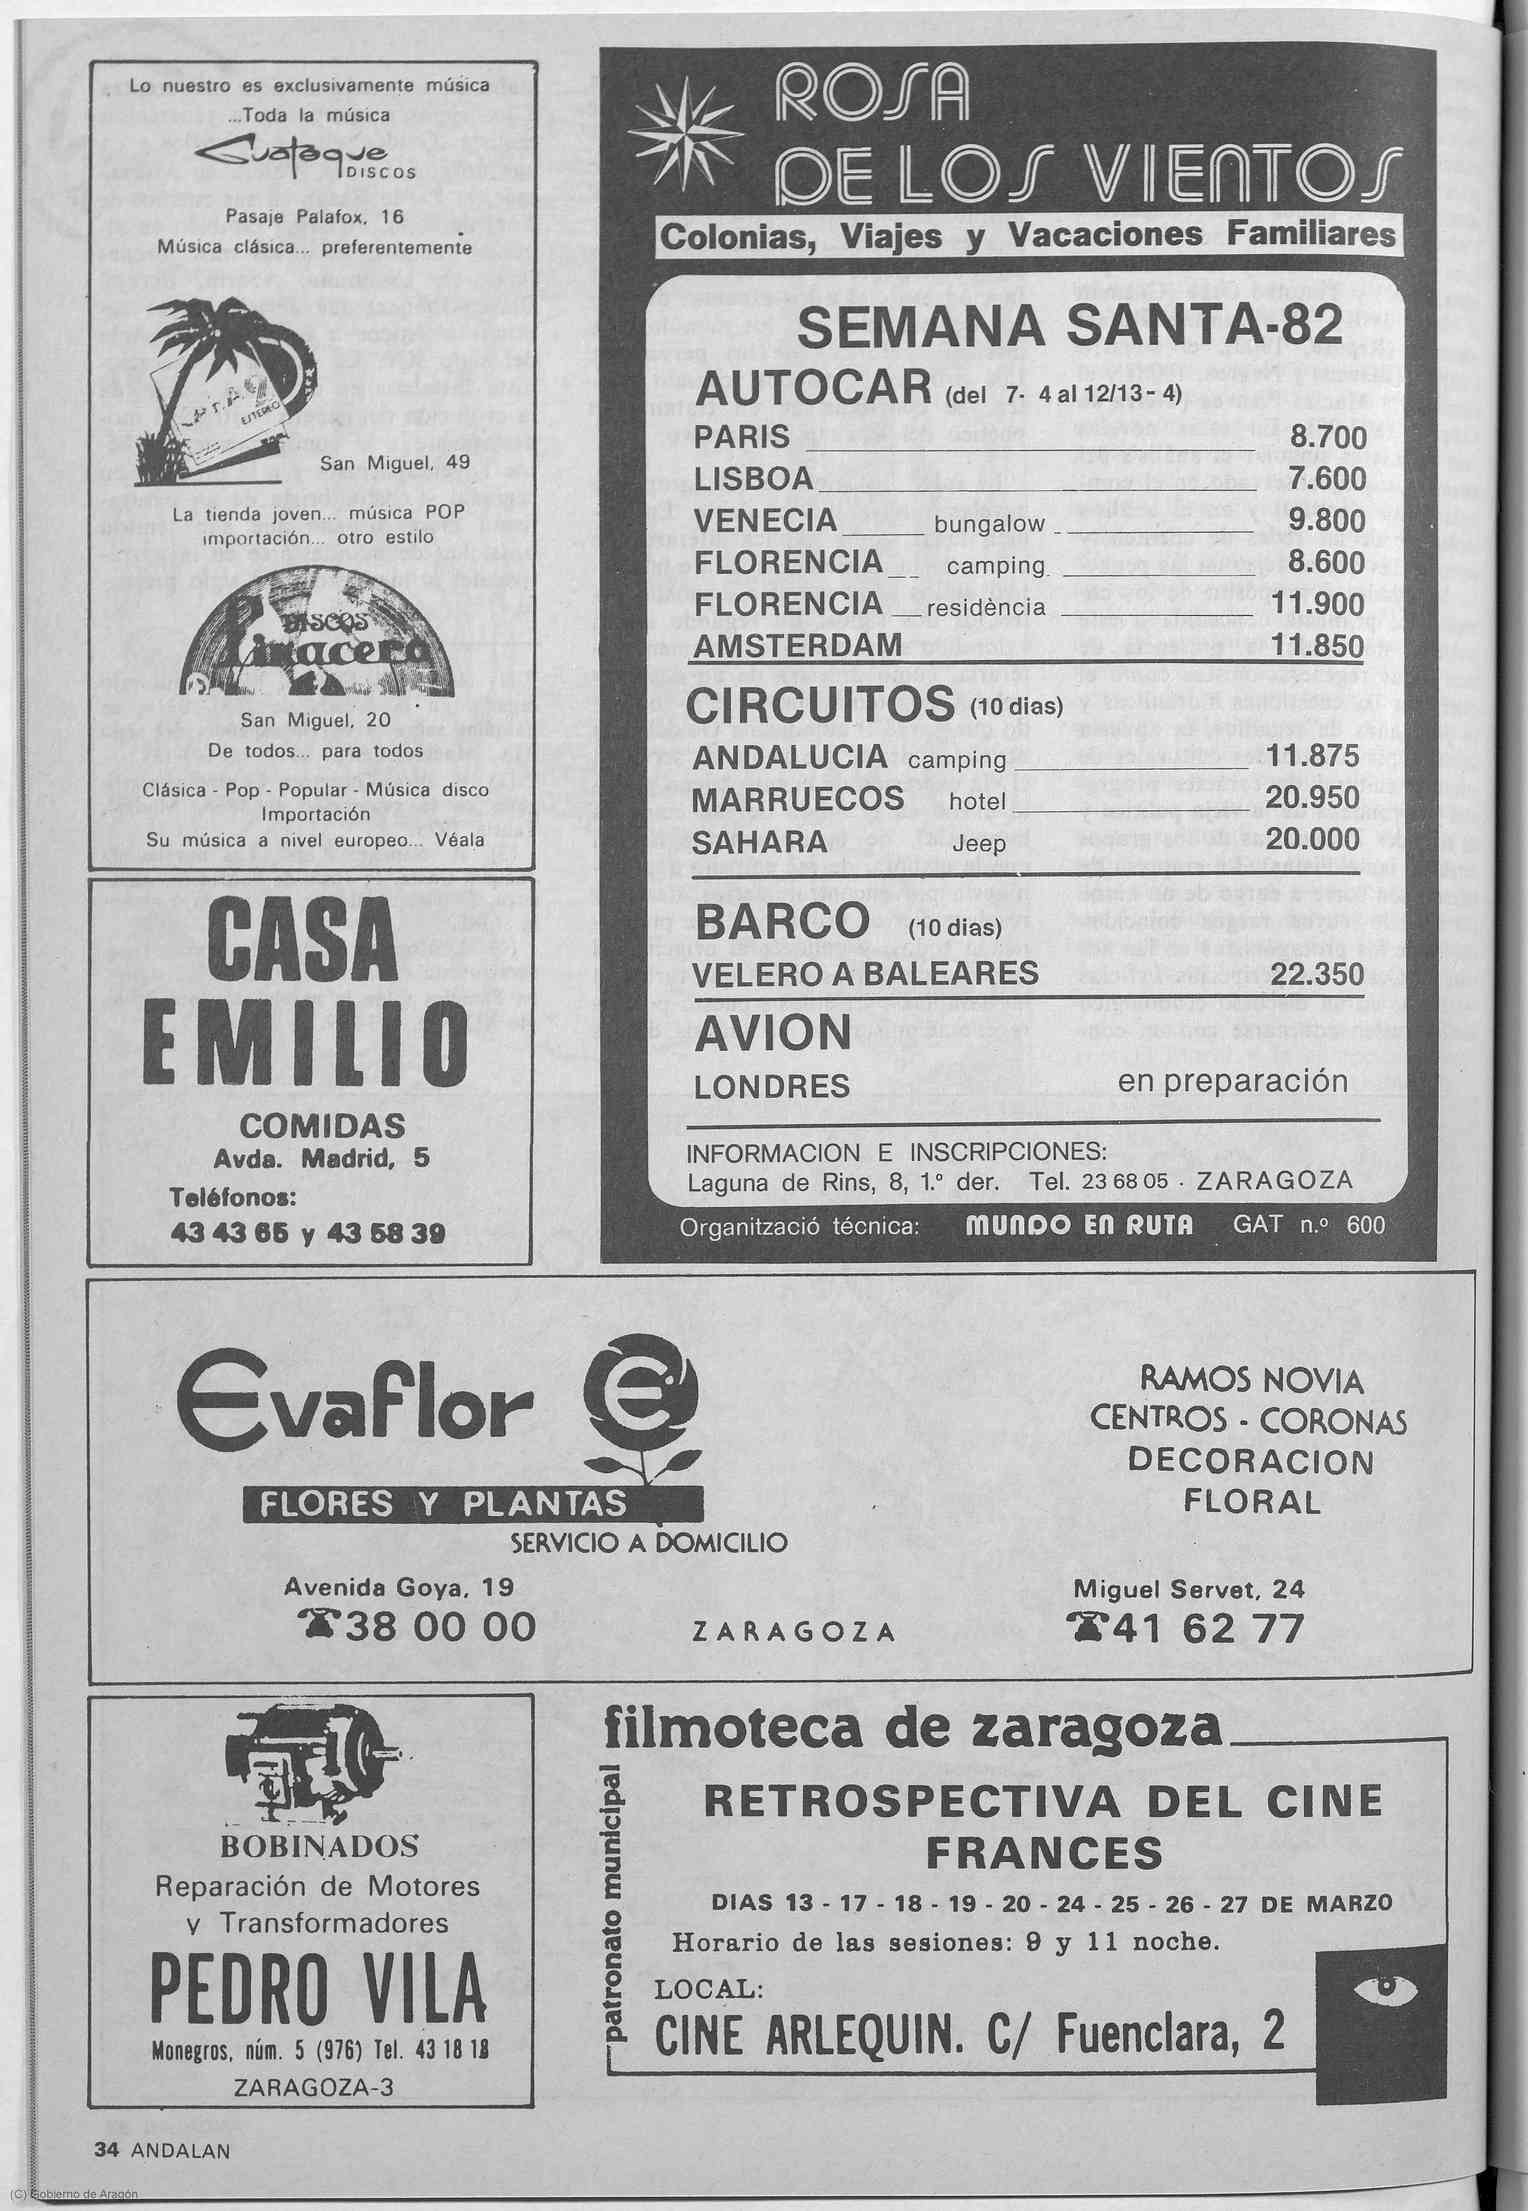 Lo nuestro es exclusivamente música
...Toda la música
Guataque
DISCOS
Pasaje Palafox, 16
Música clásica... preferentemente
ESTEREO
San Miguel, 49
La tienda joven... música POP
importación... otro estilo
DISCOS
Linacero
San Miguel, 20
De todos... para todos
Clásica - Pop - Popular - Música disco
Importación
Su música a nivel europeo... Véala
CASA
EMILIO
COMIDAS
Avda. Madrid, 5
Teléfonos:
43 43 65 y 43 58 39
ROSA
DE LOS VIENTOS
Colonias, Viajes y Vacaciones Familiares
SEMANA SANTA-82
AUTOCAR (del 7- 4 al 12/13- 4)
PARIS 8.700
LISBOA 7.600
VENECIA bungalow 9.800
FLORENCIA camping 8.600
FLORENCIA residència 11.900
AMSTERDAM 11.850
CIRCUITOS (10 dias)
ANDALUCIA camping 11.875
MARRUECOS hotel 20.950
SAHARA Jeep 20.000
BARCO (10 dias)
VELERO A BALEARES 22.350
AVION
LONDRES en preparación
INFORMACION E INSCRIPCIONES:
Laguna de Rins, 8, 1.º der. Tel. 23 68 05 - ZARAGOZA
Organització técnica: MUNDO EN RUTA GAT n.º 600
Evaflor
FLORES Y PLANTAS
SERVICIO A DOMICILIO
RAMOS NOVIA
CENTROS - CORONAS
DECORACION
FLORAL
Avenida Goya, 19
38 00 00
ZARAGOZA
Miguel Servet, 24
41 62 77
BOBINADOS
Reparación de Motores
y Transformadores
PEDRO VILA
Monegros, núm. 5 (976) Tel. 43 18 18
ZARAGOZA-3
filmoteca de zaragoza
patronato municipal
RETROSPECTIVA DEL CINE
FRANCES
DIAS 13 - 17 - 18 - 19 - 20 - 24 - 25 - 26 - 27 DE MARZO
Horario de las sesiones: 9 y 11 noche.
LOCAL:
CINE ARLEQUIN. C/ Fuenclara, 2
34 ANDALAN
(C) Gobierno de Aragón